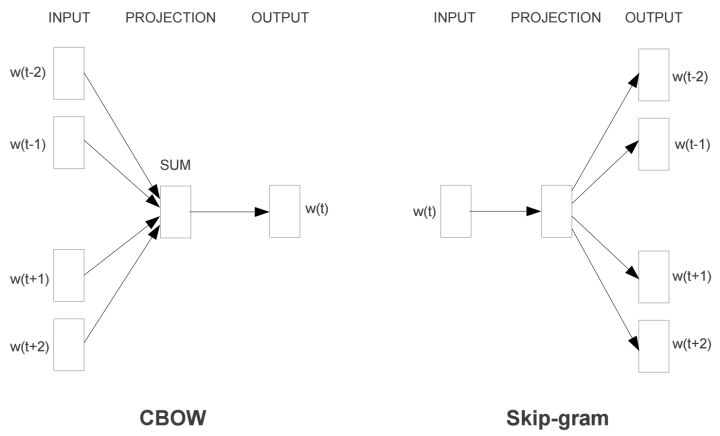 INPUT PROJECTION OUTPUT
w(t-2)
w(t-1)
SUM
w(t)
w(t+1)
w(t+2)
CBOW
INPUT PROJECTION OUTPUT
w(t-2)
w(t-1)
w(t)
w(t+1)
w(t+2)
Skip-gram